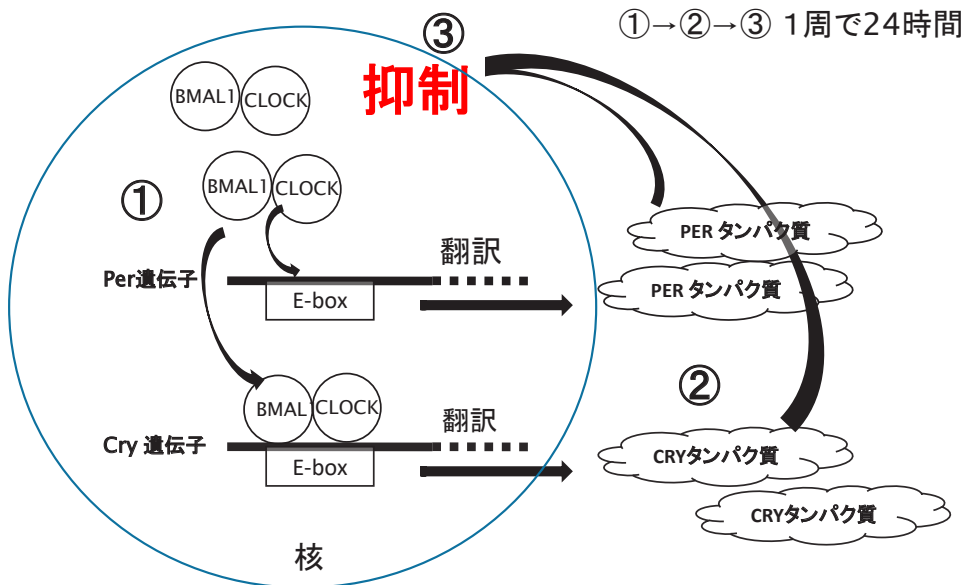 ①→②→③ 1周で24時間
③
抑制
BMAL1
CLOCK
①
BMAL1
CLOCK
PER タンパク質
翻訳
Per遺伝子
E-box
PER タンパク質
②
BMAL
CLOCK
翻訳
Cry 遺伝子
E-box
CRYタンパク質
CRYタンパク質
核